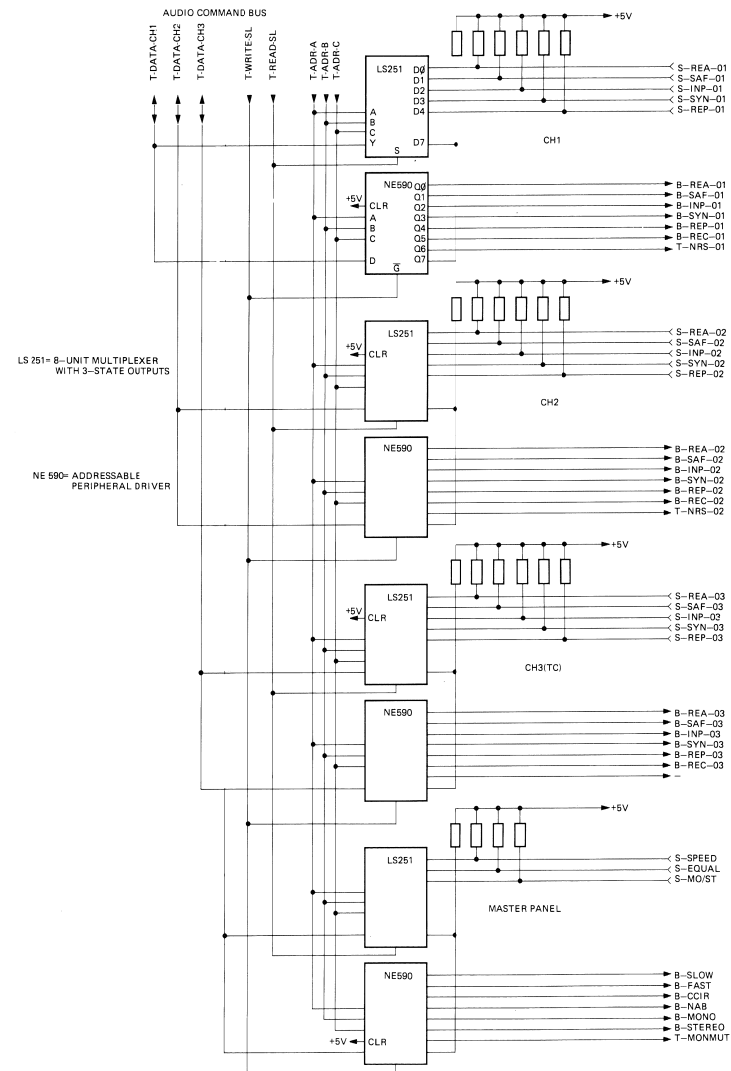 AUDIO COMMAND BUS
T-DATA-CH1
T-DATA-CH2
T-DATA-CH3
T-WRITE-SL
T-READ-SL
T-ADR-A
T-ADR-B
T-ADR-C
+5V
LS251
DØ
D1
D2
D3
D4
D7
A
B
C
Y
S
S-REA-01
S-SAF-01
S-INP-01
S-SYN-01
S-REP-01
CH1
NE590
+5V
CLR
A
B
C
D
G
QØ
Q1
Q2
Q3
Q4
Q5
Q6
Q7
B-REA-01
B-SAF-01
B-INP-01
B-SYN-01
B-REP-01
B-REC-01
T-NRS-01
+5V
LS251
+5V
CLR
S-REA-02
S-SAF-02
S-INP-02
S-SYN-02
S-REP-02
CH2
LS 251= 8-UNIT MULTIPLEXER
WITH 3-STATE OUTPUTS
NE590
B-REA-02
B-SAF-02
B-INP-02
B-SYN-02
B-REP-02
B-REC-02
T-NRS-02
NE 590= ADDRESSABLE
PERIPHERAL DRIVER
+5V
LS251
+5V
CLR
S-REA-03
S-SAF-03
S-INP-03
S-SYN-03
S-REP-03
CH3(TC)
NE590
B-REA-03
B-SAF-03
B-INP-03
B-SYN-03
B-REP-03
B-REC-03
-
+5V
LS251
S-SPEED
S-EQUAL
S-MO/ST
MASTER PANEL
NE590
+5V
CLR
B-SLOW
B-FAST
B-CCIR
B-NAB
B-MONO
B-STEREO
T-MONMUT